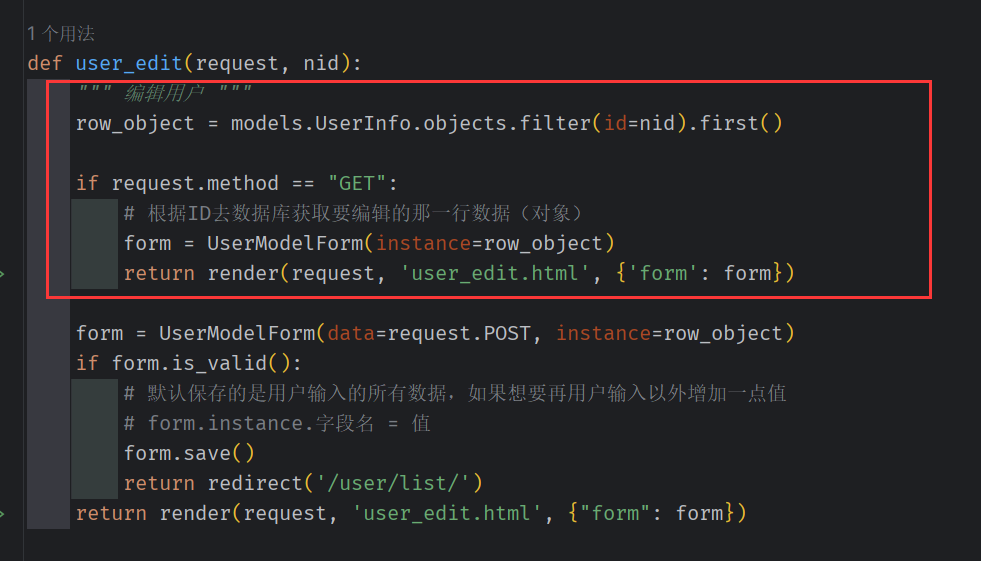 1 个用法
def user_edit(request, nid):
    """ 编辑用户 """
    row_object = models.UserInfo.objects.filter(id=nid).first()
    if request.method == "GET":
        # 根据ID去数据库获取要编辑的那一行数据（对象）
        form = UserModelForm(instance=row_object)
        return render(request, 'user_edit.html', {'form': form})
    form = UserModelForm(data=request.POST, instance=row_object)
    if form.is_valid():
        # 默认保存的是用户输入的所有数据，如果想要再用户输入以外增加一点值
        # form.instance.字段名 = 值
        form.save()
        return redirect('/user/list/')
    return render(request, 'user_edit.html', {"form": form})